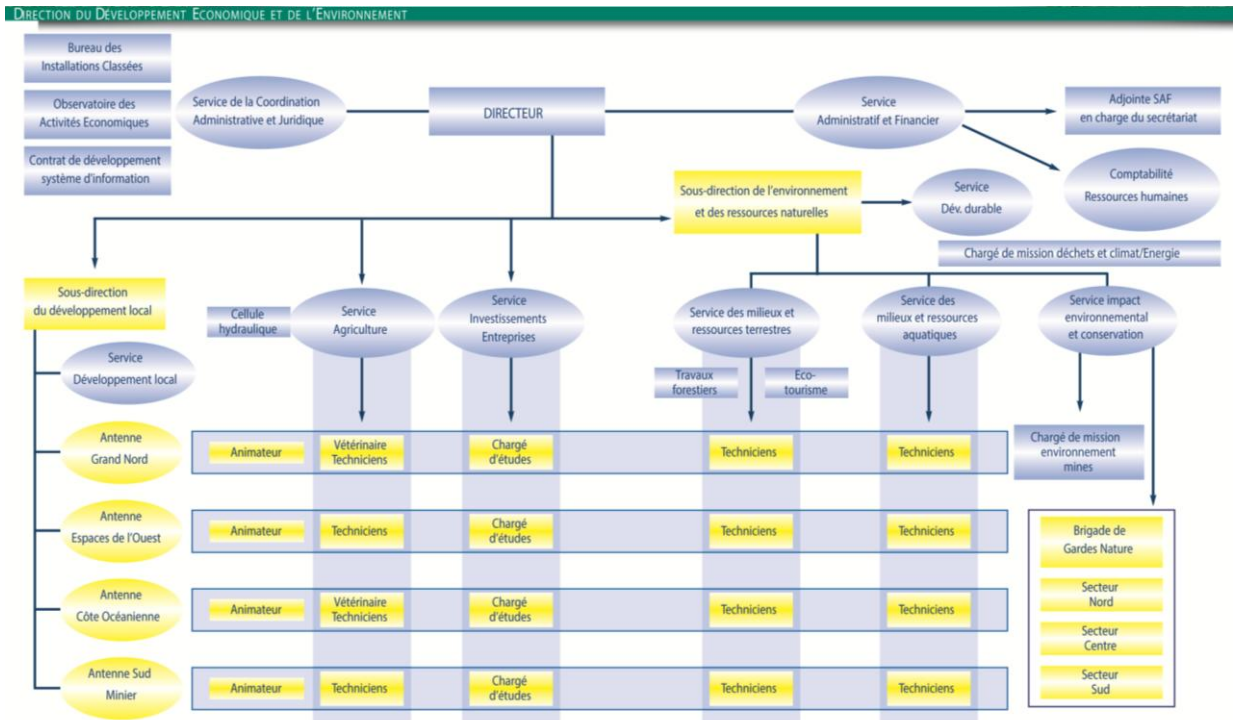 DIRECTION DU DÉVELOPPEMENT ECONOMIQUE ET DE L'ENVIRONNEMENT
Bureau des
Installations Classées
Observatoire des
Activités Economiques
Contrat de développement
système d'information
Service de la Coordination
Administrative et Juridique
DIRECTEUR
Service
Administratif et Financier
Adjointe SAF
en charge du secrétariat
Comptabilité
Ressources humaines
Sous-direction de l'environnement
et des ressources naturelles
Service
Dév. durable
Chargé de mission déchets et climat/Energie
Sous-direction
du développement local
Cellule
hydraulique
Service
Agriculture
Service
Investissements
Entreprises
Service des milieux et
ressources terrestres
Service des
milieux et ressources
aquatiques
Service impact
environnemental
et conservation
Service
Développement local
Travaux
forestiers
Eco-
tourisme
Antenne
Grand Nord
Animateur
Vétérinaire
Techniciens
Chargé
d'études
Techniciens
Techniciens
Chargé de mission
environnement
mines
Antenne
Espaces de l'Ouest
Animateur
Techniciens
Chargé
d'études
Techniciens
Techniciens
Brigade de
Gardes Nature
Antenne
Côte Océanienne
Animateur
Vétérinaire
Techniciens
Chargé
d'études
Techniciens
Techniciens
Secteur
Nord
Secteur
Centre
Antenne Sud
Minier
Animateur
Techniciens
Chargé
d'études
Techniciens
Techniciens
Secteur
Sud